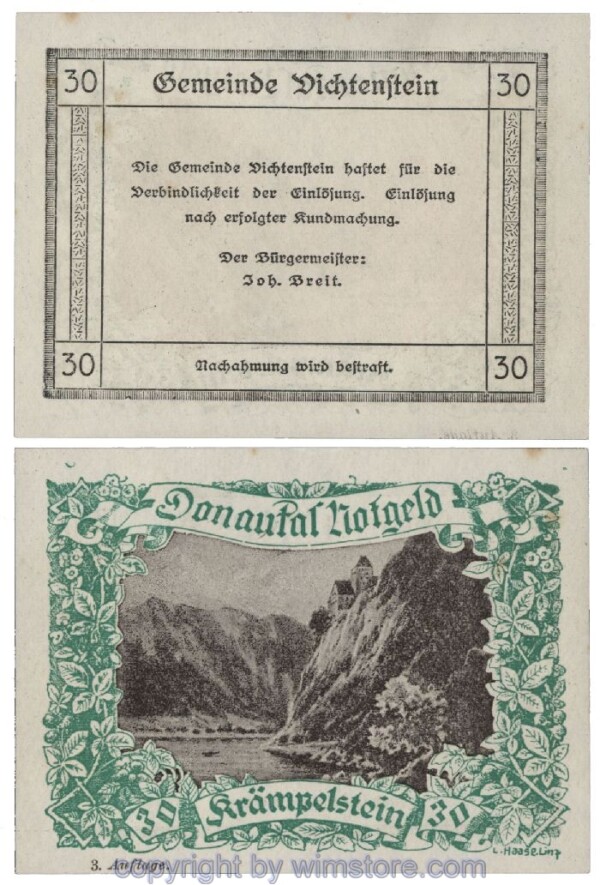 30 Gemeinde Vichtenstein 30
Die Gemeinde Vichtenstein haftet für die
Verbindlichkeit der Einlösung. Einlösung
nach erfolgter Kundmachung.
Der Bürgermeister:
Joh. Breit.
30 Nachahmung wird bestraft. 30
Donautal Notgeld
30 Krämpelstein 30
L. Haase. Linz
3. Auflage.
copyright by wimstore.com